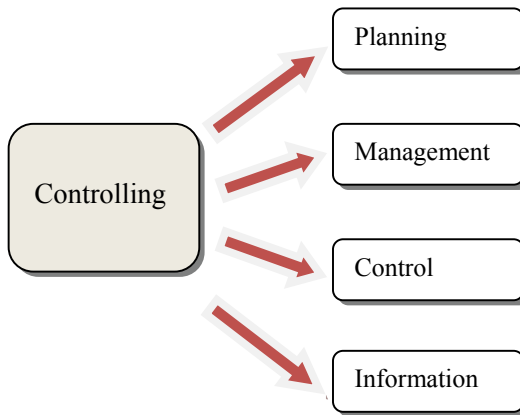 Controlling
Planning
Management
Control
Information